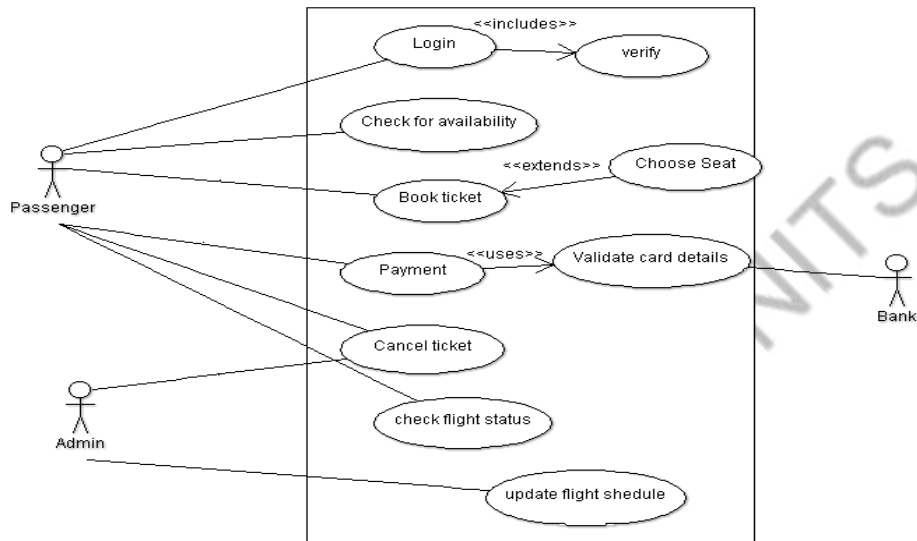 <<includes>>
Login
verify
Check for availability
<<extends>>
Choose Seat
Book ticket
Passenger
<<uses>>
Validate card details
Payment
Bank
Cancel ticket
check flight status
Admin
update flight shedule
NITS